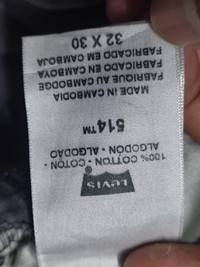 LEVI'S
100% COTTON - COTON -
ALGODON - ALGODAO
514™
MADE IN CAMBODIA
FABRIQUE AU CAMBODGE
FABRICADO EN CAMBOYA
FABRICADO EM CAMBOJA
32 X 30